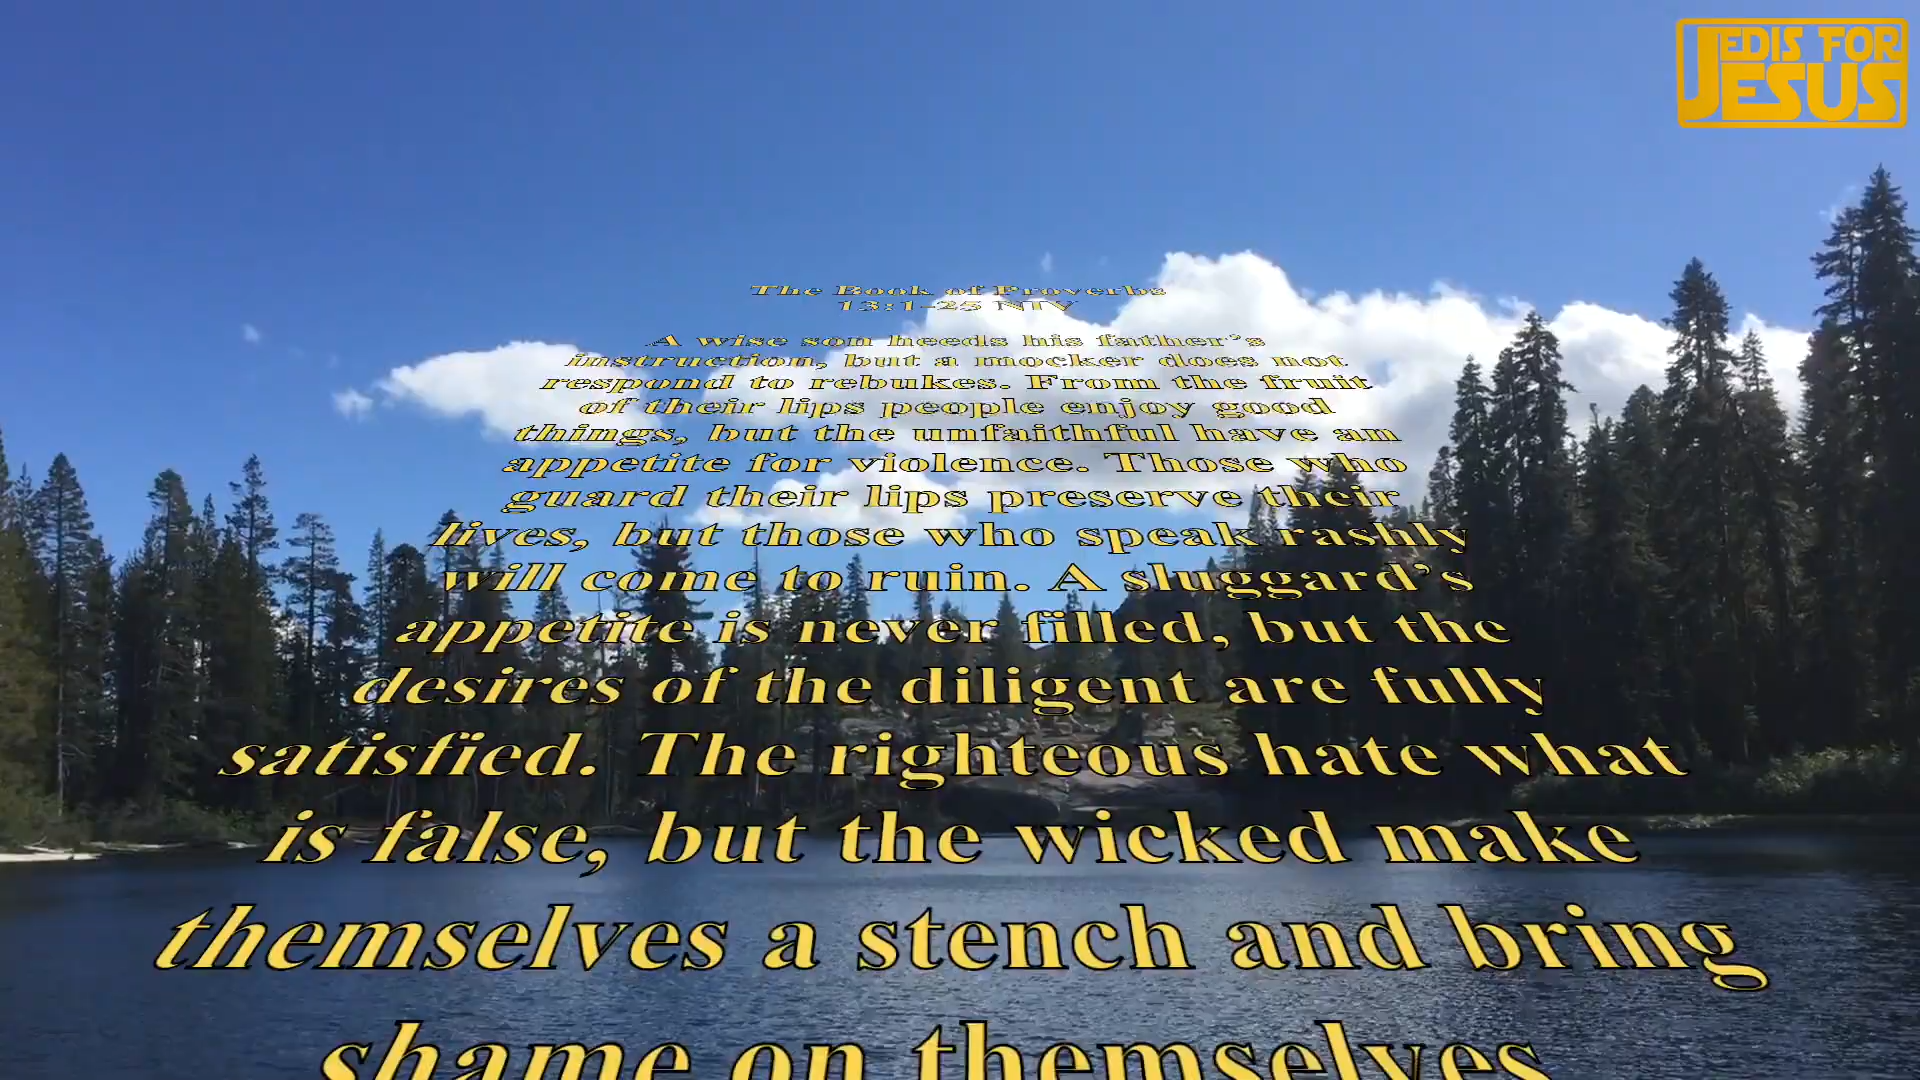 JEDIS FOR
JESUS
The Book of Proverbs
13:1-25 NIV
A wise son heeds his father’s
instruction, but a mocker does not
respond to rebukes. From the fruit
of their lips people enjoy good
things, but the unfaithful have an
appetite for violence. Those who
guard their lips preserve their
lives, but those who speak rashly
will come to ruin. A sluggard’s
appetite is never filled, but the
desires of the diligent are fully
satisfied. The righteous hate what
is false, but the wicked make
themselves a stench and bring
shame on themselves